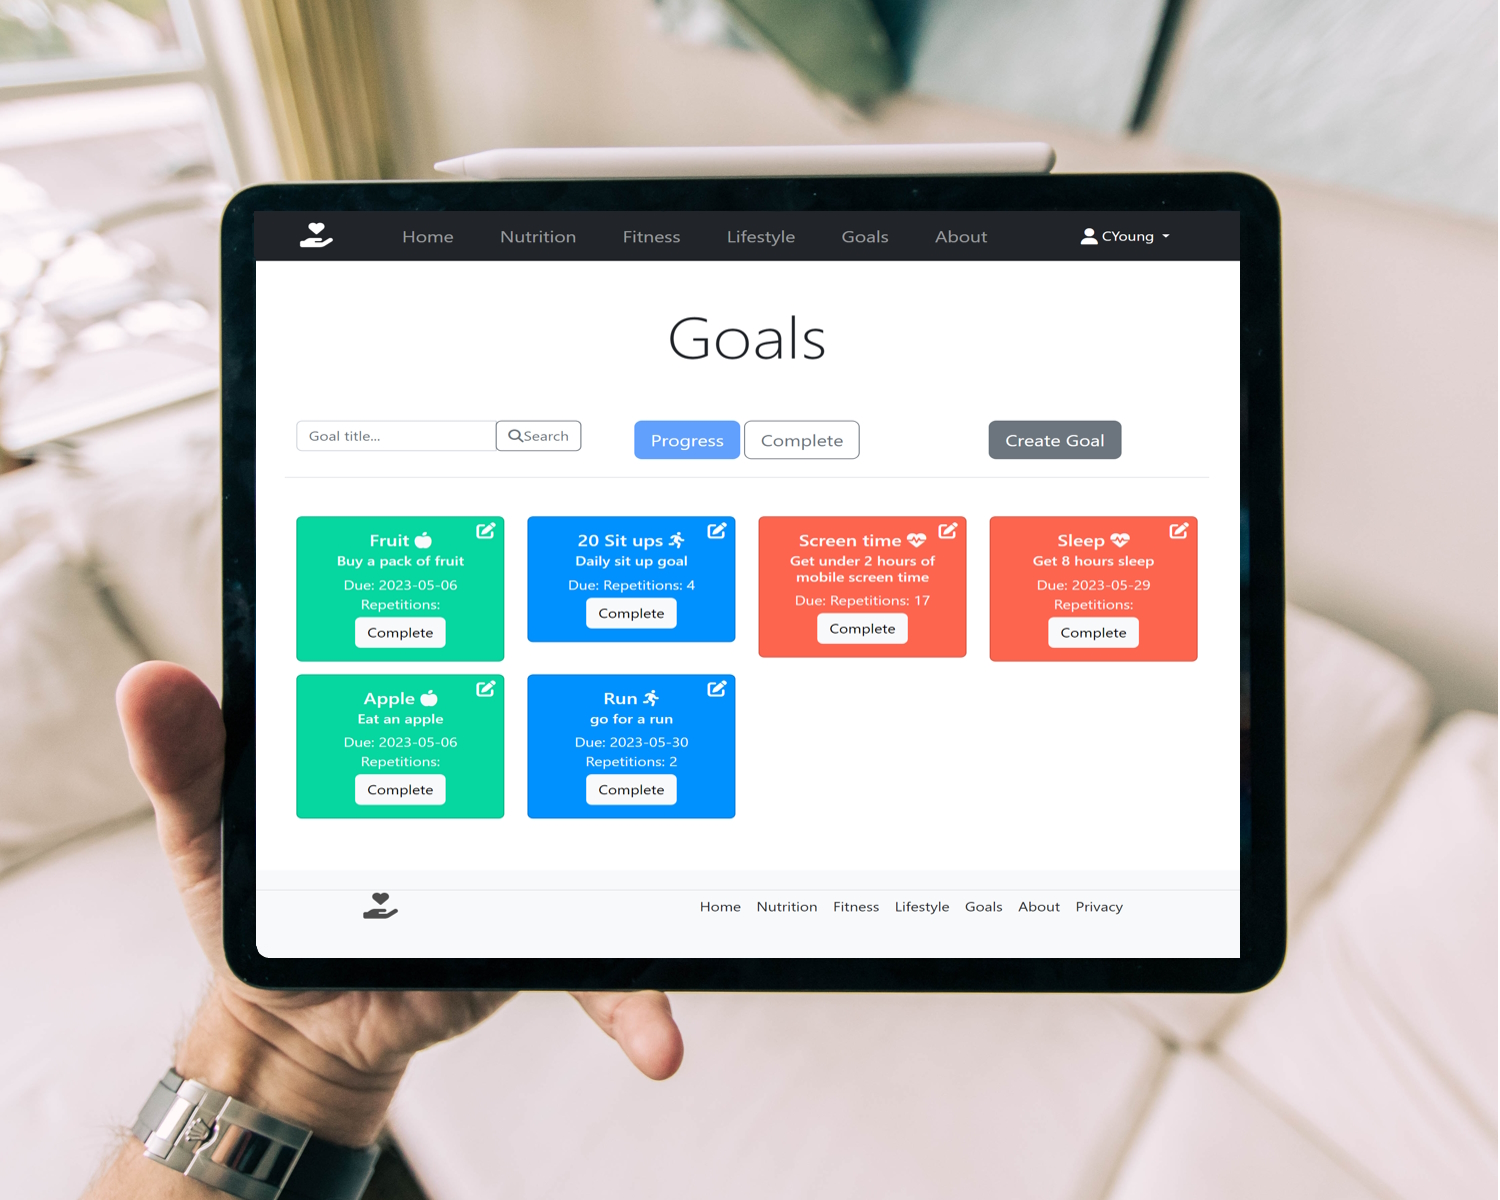 Home Nutrition Fitness Lifestyle Goals About CYoung
Goals
Goal title... Search Progress Complete Create Goal
Fruit
Buy a pack of fruit
Due: 2023-05-06
Repetitions:
Complete
20 Sit ups
Daily sit up goal
Due: Repetitions: 4
Complete
Screen time
Get under 2 hours of
mobile screen time
Due: Repetitions: 17
Complete
Sleep
Get 8 hours sleep
Due: 2023-05-29
Repetitions:
Complete
Apple
Eat an apple
Due: 2023-05-06
Repetitions:
Complete
Run
go for a run
Due: 2023-05-30
Repetitions: 2
Complete
Home Nutrition Fitness Lifestyle Goals About Privacy